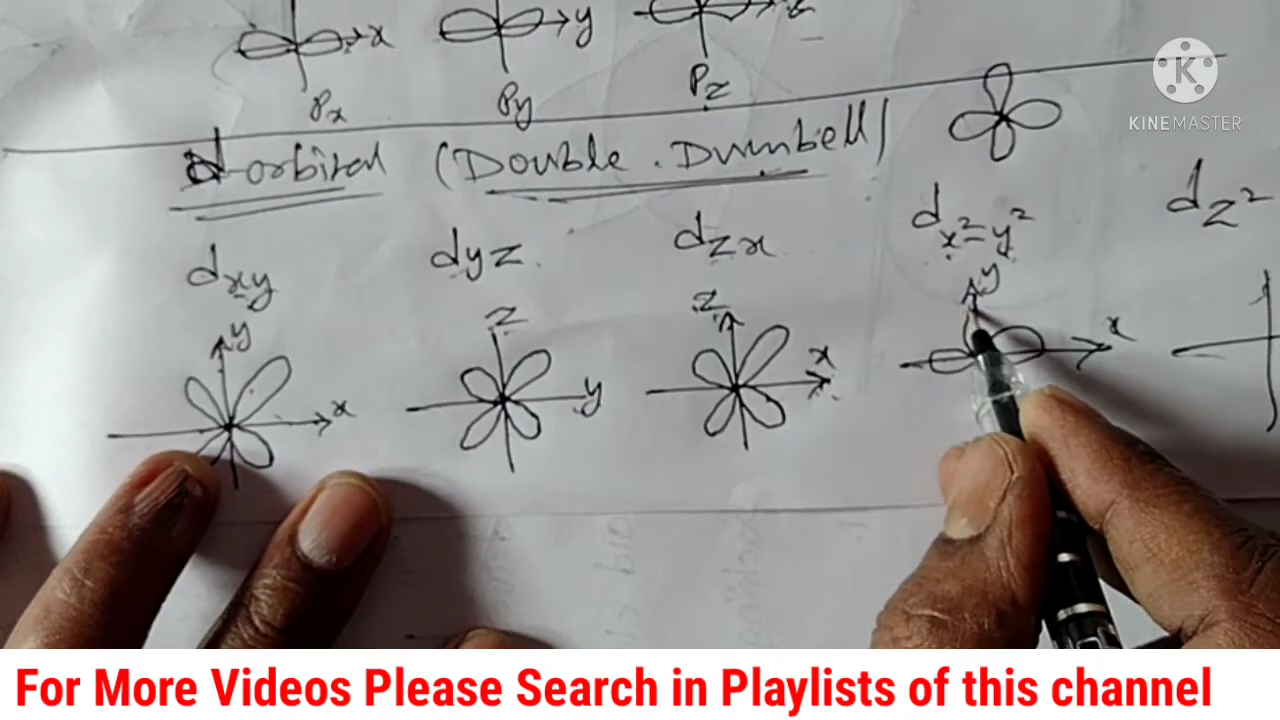 x y z
Px Py Pz
K
KINEMASTER
d-orbital (Double . Dumbell)
dxy dyz dzx dx²-y² dz²
y z z y
x y x x
For More Videos Please Search in Playlists of this channel